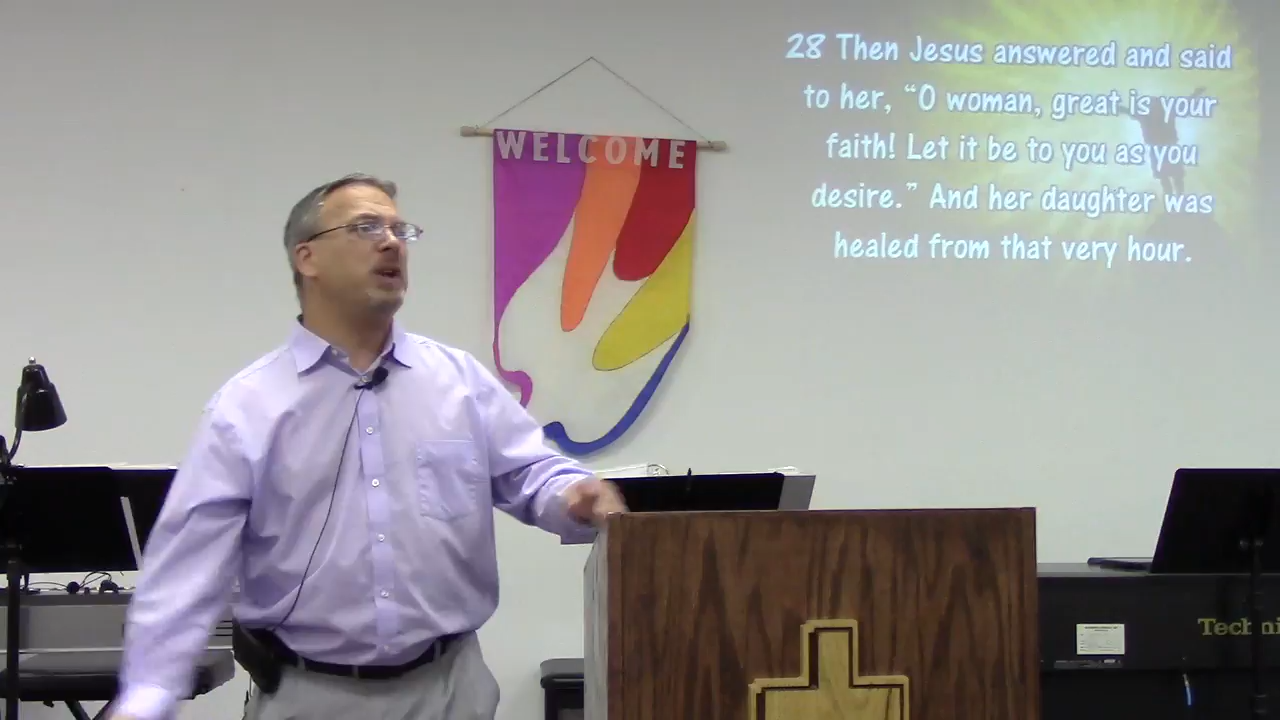 28 Then Jesus answered and said
to her, “O woman, great is your
faith! Let it be to you as you
desire.” And her daughter was
healed from that very hour.
WELCOME
Techni